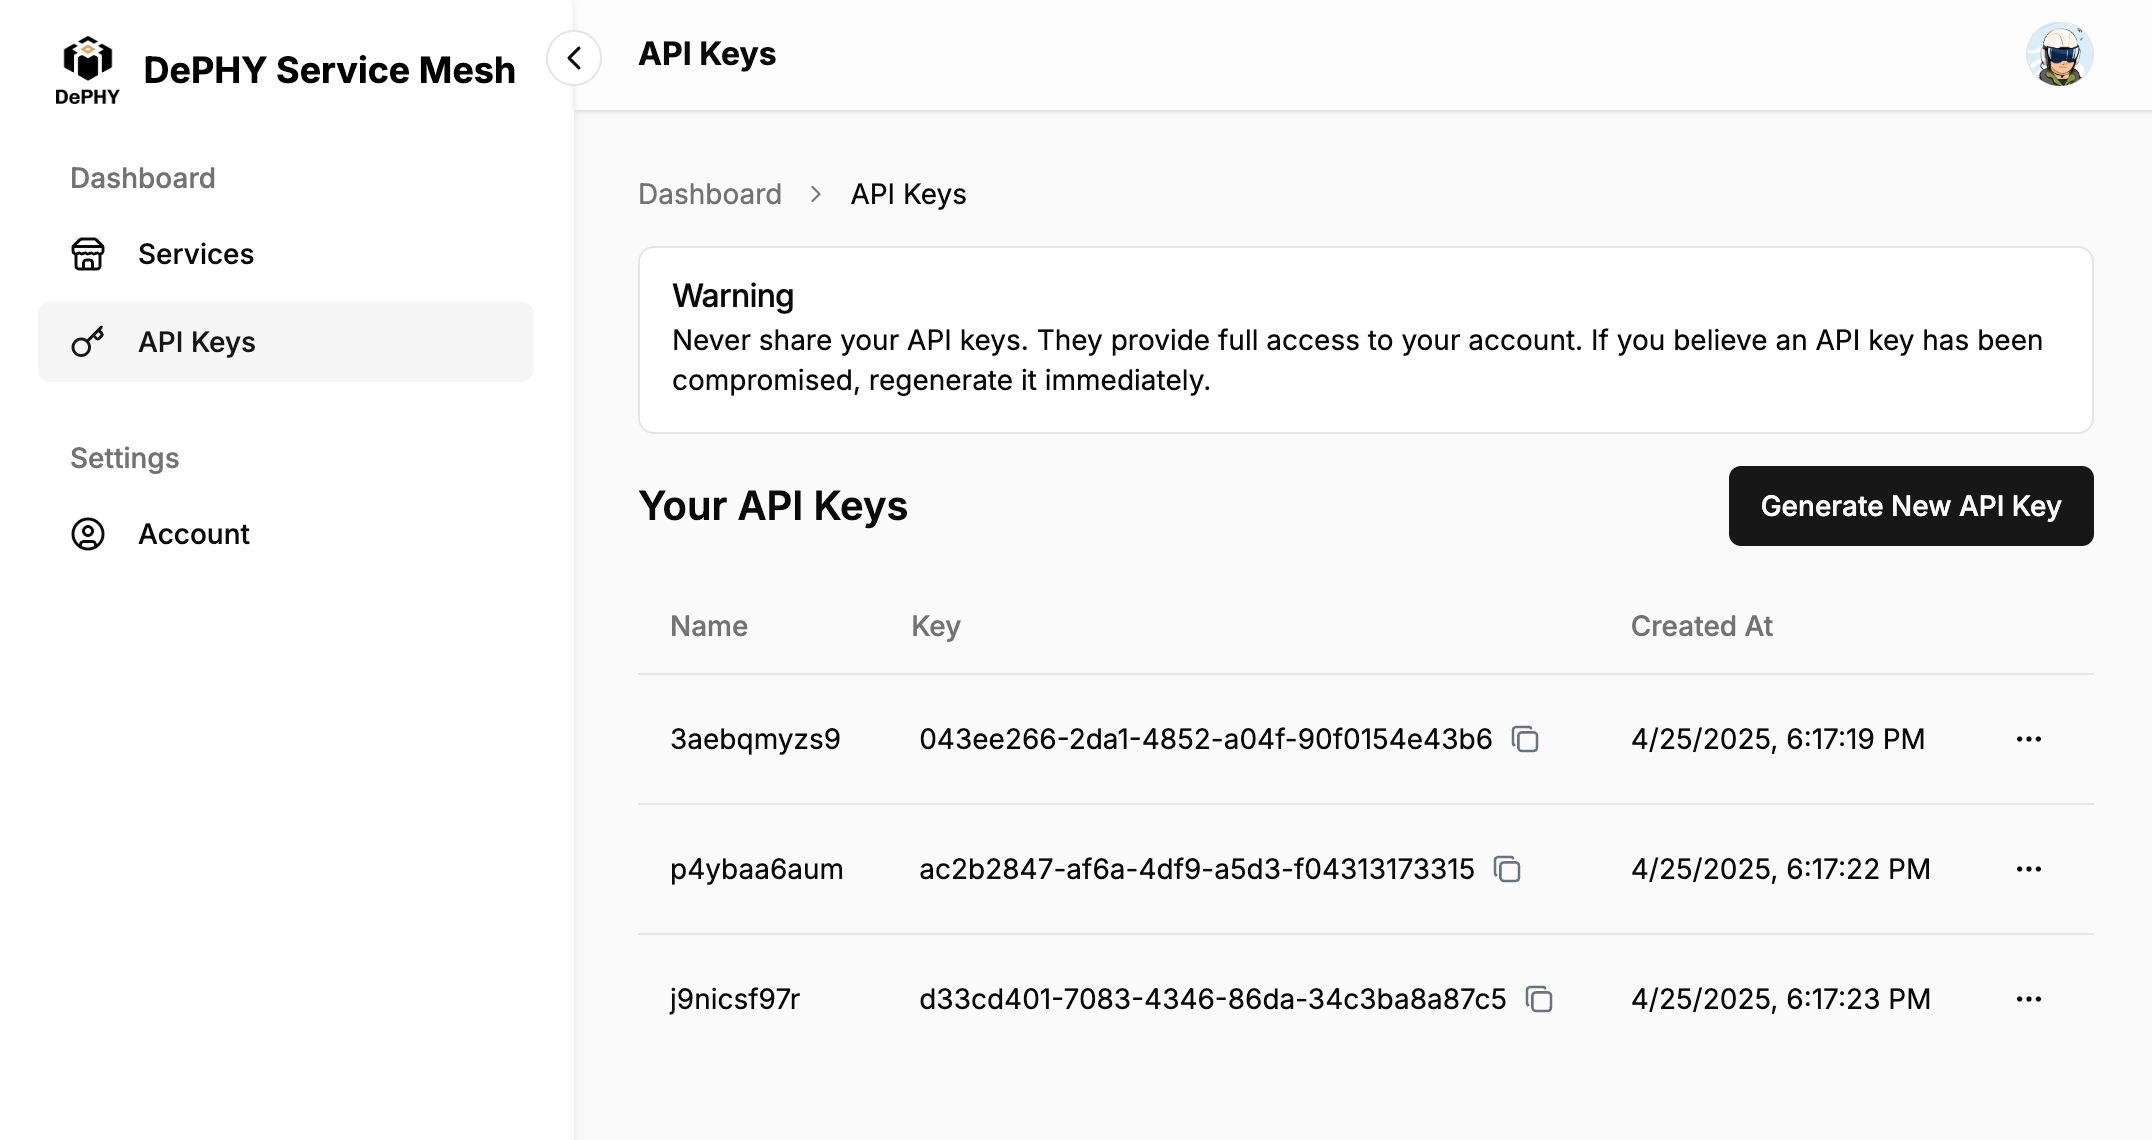 DePHY
DePHY Service Mesh
Dashboard
Services
API Keys
Settings
Account
API Keys
Dashboard > API Keys
Warning
Never share your API keys. They provide full access to your account. If you believe an API key has been
compromised, regenerate it immediately.
Your API Keys
Generate New API Key
Name Key Created At
3aebqmyzs9 043ee266-2da1-4852-a04f-90f0154e43b6 4/25/2025, 6:17:19 PM
p4ybaa6aum ac2b2847-af6a-4df9-a5d3-f04313173315 4/25/2025, 6:17:22 PM
j9nicsf97r d33cd401-7083-4346-86da-34c3ba8a87c5 4/25/2025, 6:17:23 PM